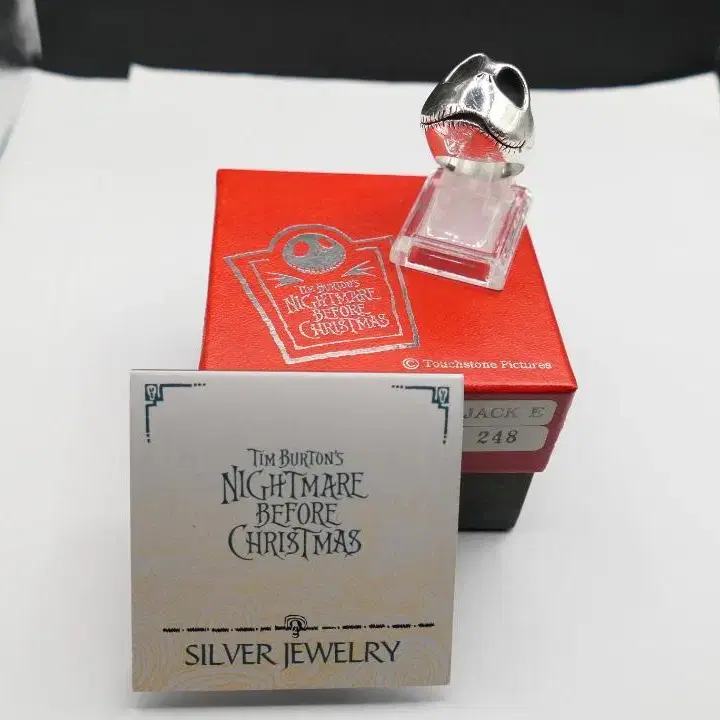 TIM BURTON'S
NIGHTMARE
BEFORE
CHRISTMAS
© Touchstone Pictures
JACK E
248
TIM BURTON'S
NIGHTMARE
BEFORE
CHRISTMAS
SILVER JEWELRY